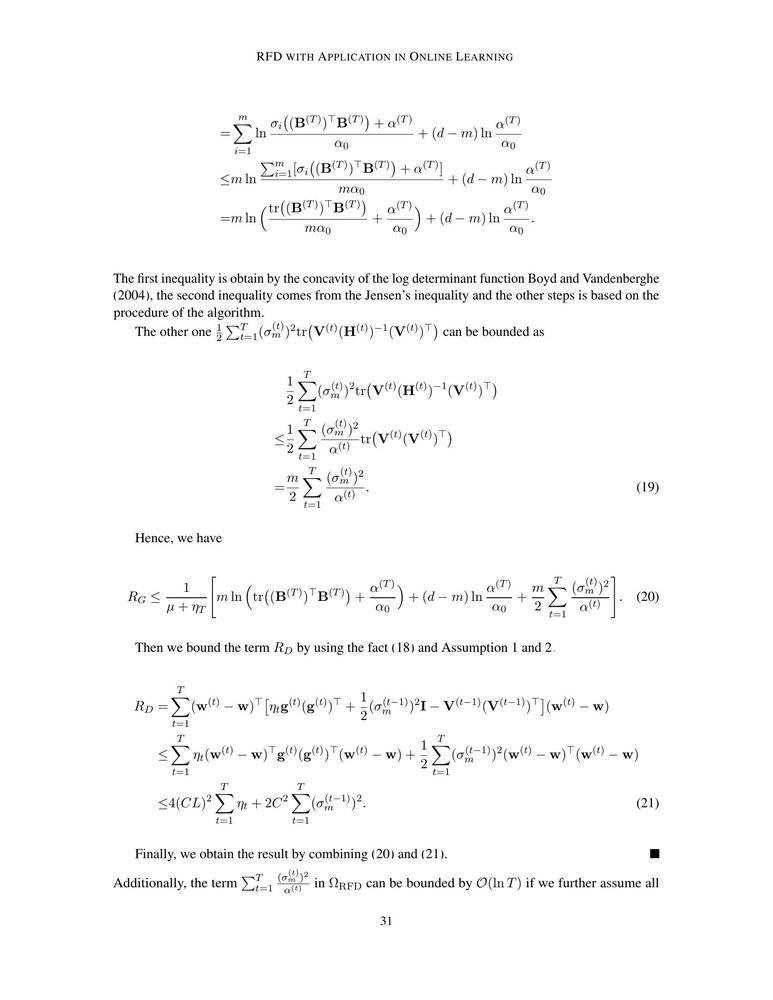 RFD WITH APPLICATION IN ONLINE LEARNING
$=\sum_{i=1}^{m} \ln \frac{\sigma_i\big((\mathbf{B}^{(T)})^\top \mathbf{B}^{(T)}\big) + \alpha^{(T)}}{\alpha_0} + (d-m) \ln \frac{\alpha^{(T)}}{\alpha_0}$
$\leq m \ln \frac{\sum_{i=1}^{m} [\sigma_i\big((\mathbf{B}^{(T)})^\top \mathbf{B}^{(T)}\big) + \alpha^{(T)}]}{m\alpha_0} + (d-m) \ln \frac{\alpha^{(T)}}{\alpha_0}$
$= m \ln \Big( \frac{\mathrm{tr}\big((\mathbf{B}^{(T)})^\top \mathbf{B}^{(T)}\big)}{m\alpha_0} + \frac{\alpha^{(T)}}{\alpha_0} \Big) + (d-m) \ln \frac{\alpha^{(T)}}{\alpha_0}.$
The first inequality is obtain by the concavity of the log determinant function Boyd and Vandenberghe
(2004), the second inequality comes from the Jensen's inequality and the other steps is based on the
procedure of the algorithm.
The other one $\frac{1}{2} \sum_{t=1}^{T} (\sigma_m^{(t)})^2 \mathrm{tr}\big(\mathbf{V}^{(t)} (\mathbf{H}^{(t)})^{-1} (\mathbf{V}^{(t)})^\top\big)$ can be bounded as
$\frac{1}{2} \sum_{t=1}^{T} (\sigma_m^{(t)})^2 \mathrm{tr}\big(\mathbf{V}^{(t)} (\mathbf{H}^{(t)})^{-1} (\mathbf{V}^{(t)})^\top\big)$
$\leq \frac{1}{2} \sum_{t=1}^{T} \frac{(\sigma_m^{(t)})^2}{\alpha^{(t)}} \mathrm{tr}\big(\mathbf{V}^{(t)} (\mathbf{V}^{(t)})^\top\big)$
$= \frac{m}{2} \sum_{t=1}^{T} \frac{(\sigma_m^{(t)})^2}{\alpha^{(t)}}.$ (19)
Hence, we have
$R_G \leq \frac{1}{\mu + \eta_T} \left[ m \ln \Big( \mathrm{tr}\big((\mathbf{B}^{(T)})^\top \mathbf{B}^{(T)}\big) + \frac{\alpha^{(T)}}{\alpha_0} \Big) + (d-m) \ln \frac{\alpha^{(T)}}{\alpha_0} + \frac{m}{2} \sum_{t=1}^{T} \frac{(\sigma_m^{(t)})^2}{\alpha^{(t)}} \right].$ (20)
Then we bound the term $R_D$ by using the fact (18) and Assumption 1 and 2.
$R_D = \sum_{t=1}^{T} (\mathbf{w}^{(t)} - \mathbf{w})^\top \big[ \eta_t \mathbf{g}^{(t)} (\mathbf{g}^{(t)})^\top + \frac{1}{2} (\sigma_m^{(t-1)})^2 \mathbf{I} - \mathbf{V}^{(t-1)} (\mathbf{V}^{(t-1)})^\top \big] (\mathbf{w}^{(t)} - \mathbf{w})$
$\leq \sum_{t=1}^{T} \eta_t (\mathbf{w}^{(t)} - \mathbf{w})^\top \mathbf{g}^{(t)} (\mathbf{g}^{(t)})^\top (\mathbf{w}^{(t)} - \mathbf{w}) + \frac{1}{2} \sum_{t=1}^{T} (\sigma_m^{(t-1)})^2 (\mathbf{w}^{(t)} - \mathbf{w})^\top (\mathbf{w}^{(t)} - \mathbf{w})$
$\leq 4(CL)^2 \sum_{t=1}^{T} \eta_t + 2C^2 \sum_{t=1}^{T} (\sigma_m^{(t-1)})^2.$ (21)
Finally, we obtain the result by combining (20) and (21). ■
Additionally, the term $\sum_{t=1}^{T} \frac{(\sigma_m^{(t)})^2}{\alpha^{(t)}}$ in $\Omega_{\mathrm{RFD}}$ can be bounded by $\mathcal{O}(\ln T)$ if we further assume all
31